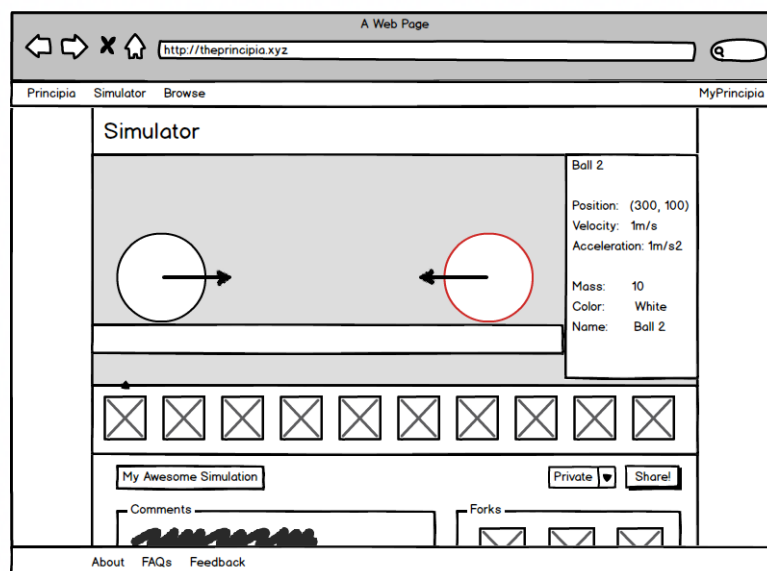 A Web Page
http://theprincipia.xyz
Principia Simulator Browse MyPrincipia
Simulator
Ball 2
Position: (300, 100)
Velocity: 1m/s
Acceleration: 1m/s2
Mass: 10
Color: White
Name: Ball 2
My Awesome Simulation Private Share!
Comments Forks
About FAQs Feedback